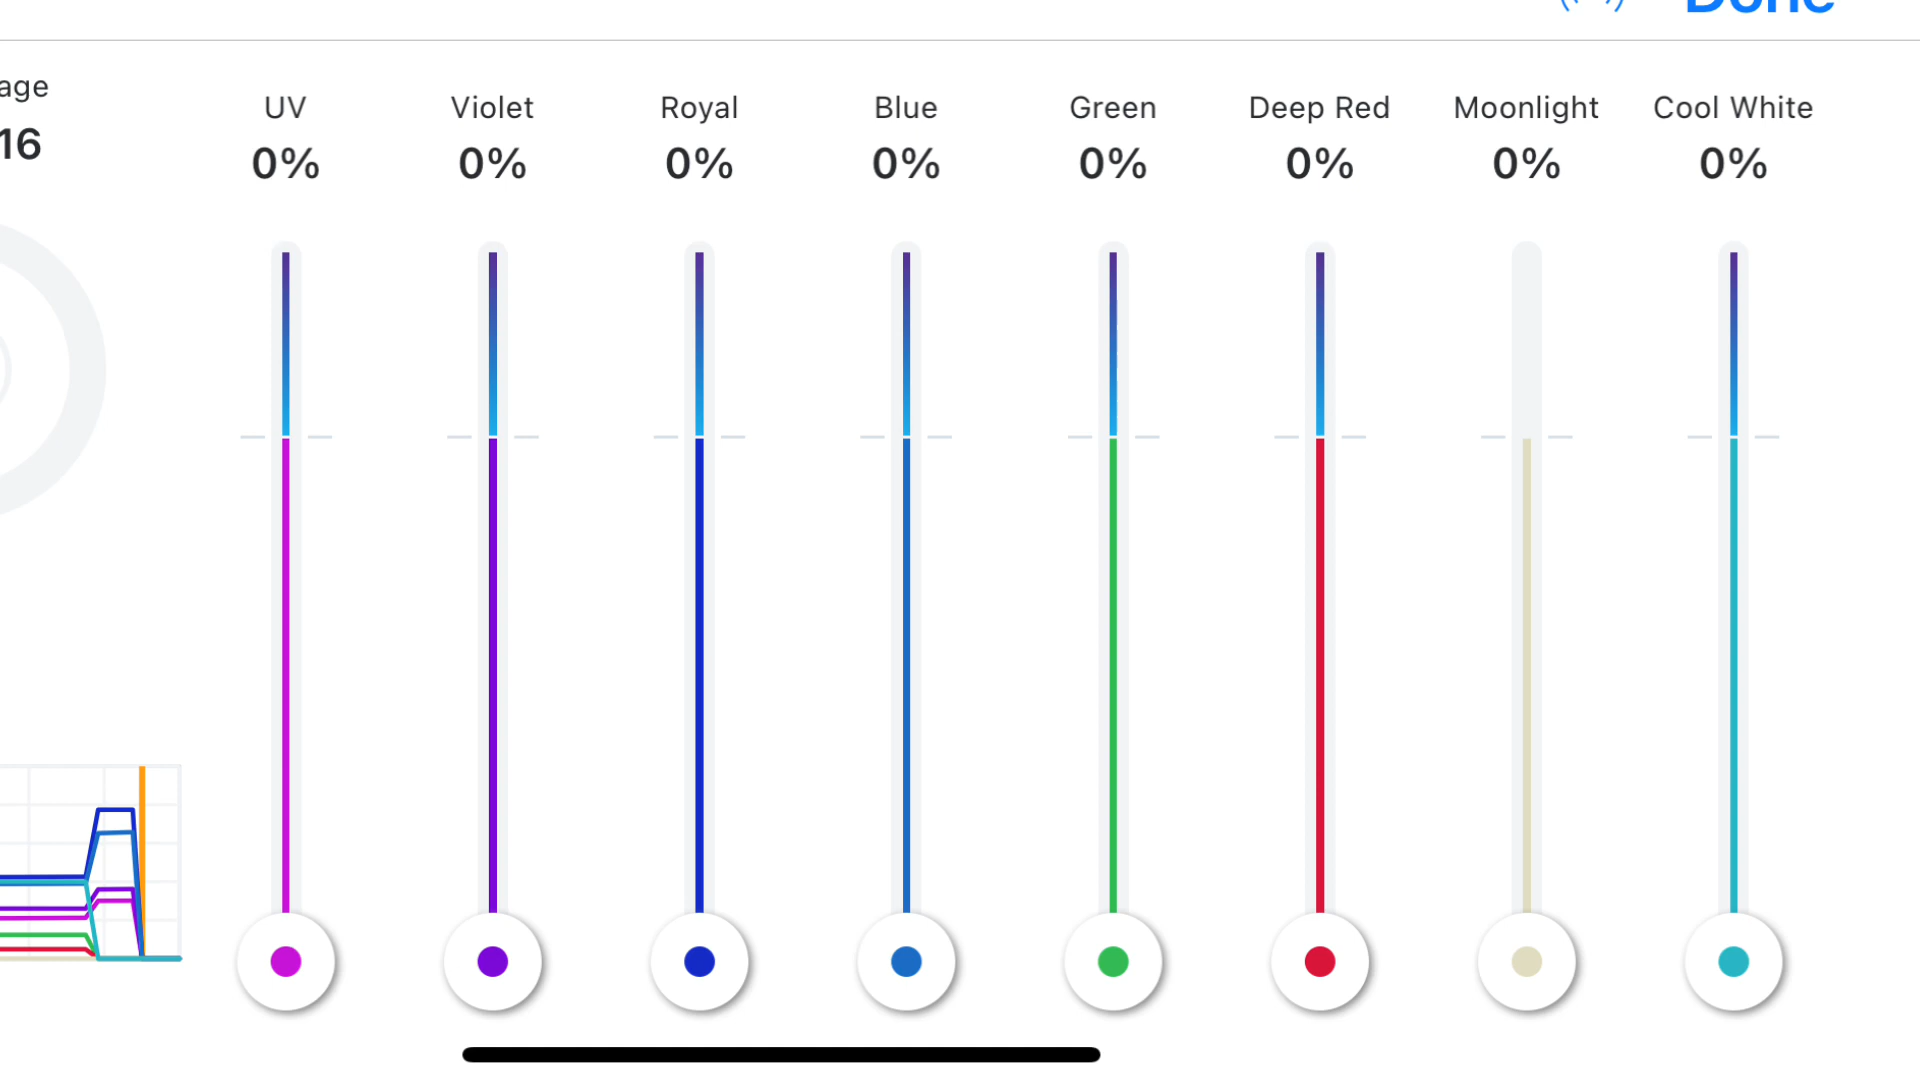 Done
age
16
UV Violet Royal Blue Green Deep Red Moonlight Cool White
0% 0% 0% 0% 0% 0% 0% 0%